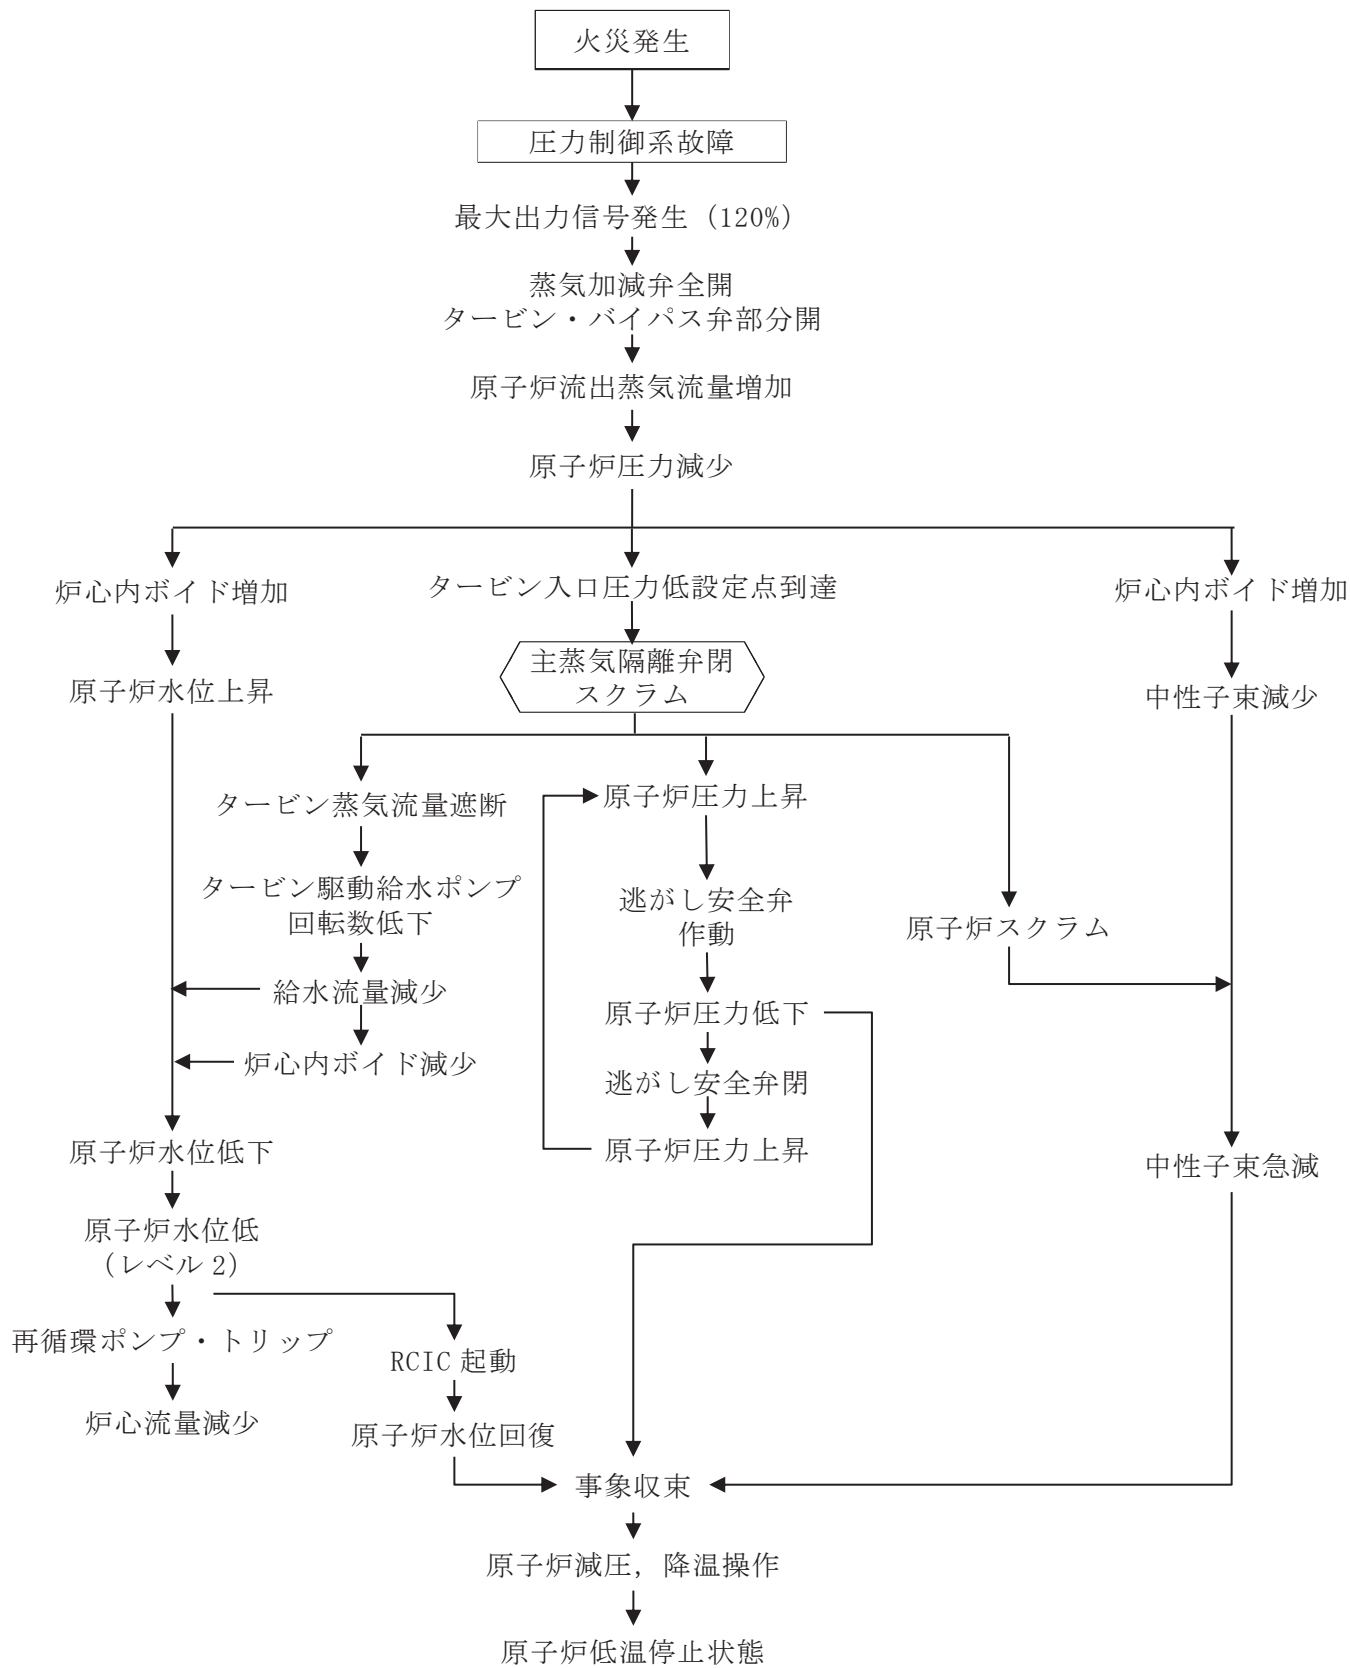 火災発生
圧力制御系故障
最大出力信号発生（120%）
蒸気加減弁全開
タービン・バイパス弁部分開
原子炉流出蒸気流量増加
原子炉圧力減少
炉心内ボイド増加
タービン入口圧力低設定点到達
炉心内ボイド増加
主蒸気隔離弁閉
スクラム
原子炉水位上昇
中性子束減少
タービン蒸気流量遮断
原子炉圧力上昇
タービン駆動給水ポンプ
回転数低下
逃がし安全弁
作動
原子炉スクラム
給水流量減少
原子炉圧力低下
炉心内ボイド減少
逃がし安全弁閉
原子炉水位低下
原子炉圧力上昇
中性子束急減
原子炉水位低
（レベル 2）
再循環ポンプ・トリップ
RCIC 起動
炉心流量減少
原子炉水位回復
事象収束
原子炉減圧，降温操作
原子炉低温停止状態